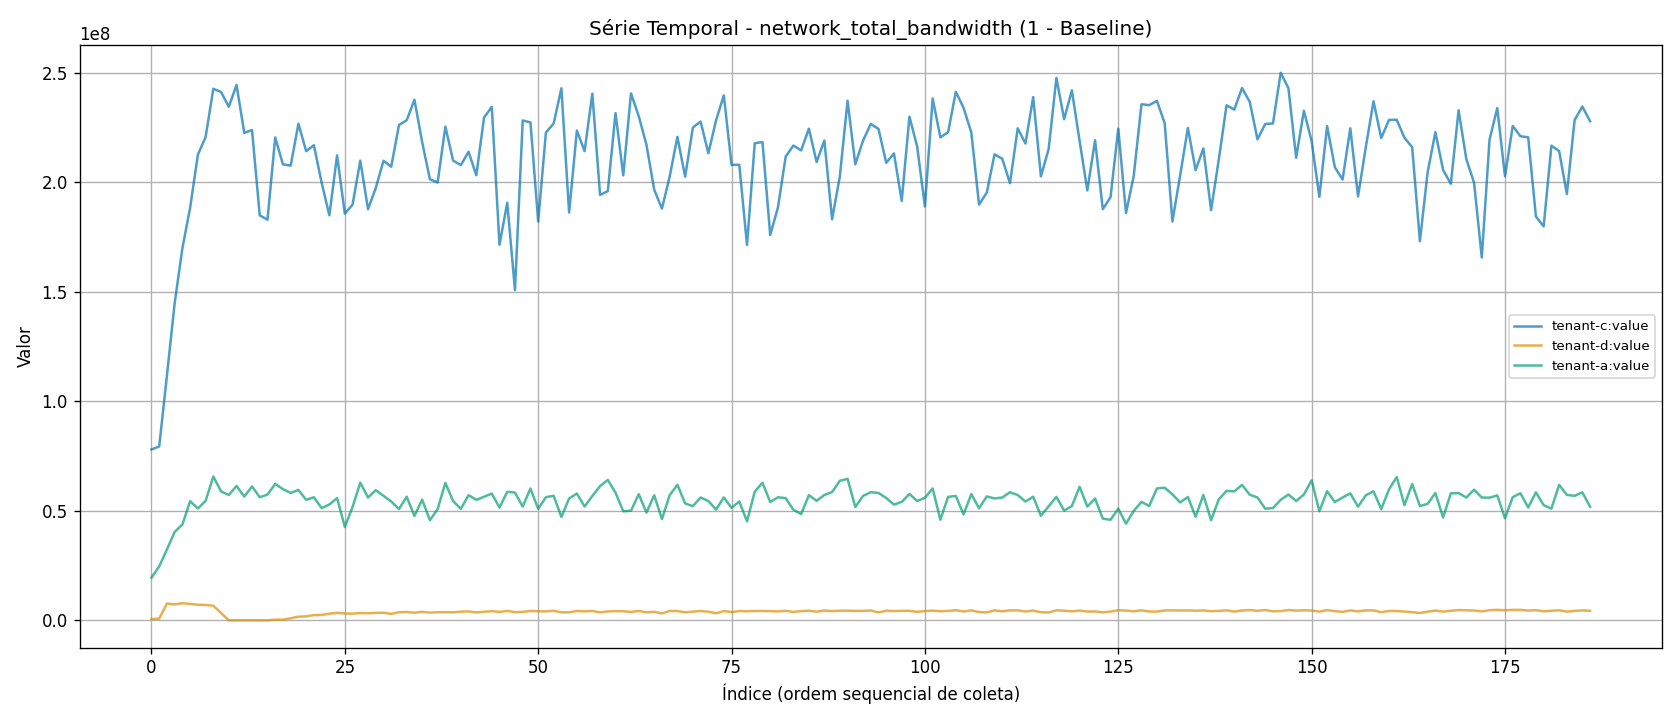 Série Temporal - network_total_bandwidth (1 - Baseline)
1e8
2.5
2.0
1.5
1.0
0.5
0.0
Valor
tenant-c:value
tenant-d:value
tenant-a:value
0 25 50 75 100 125 150 175
Índice (ordem sequencial de coleta)